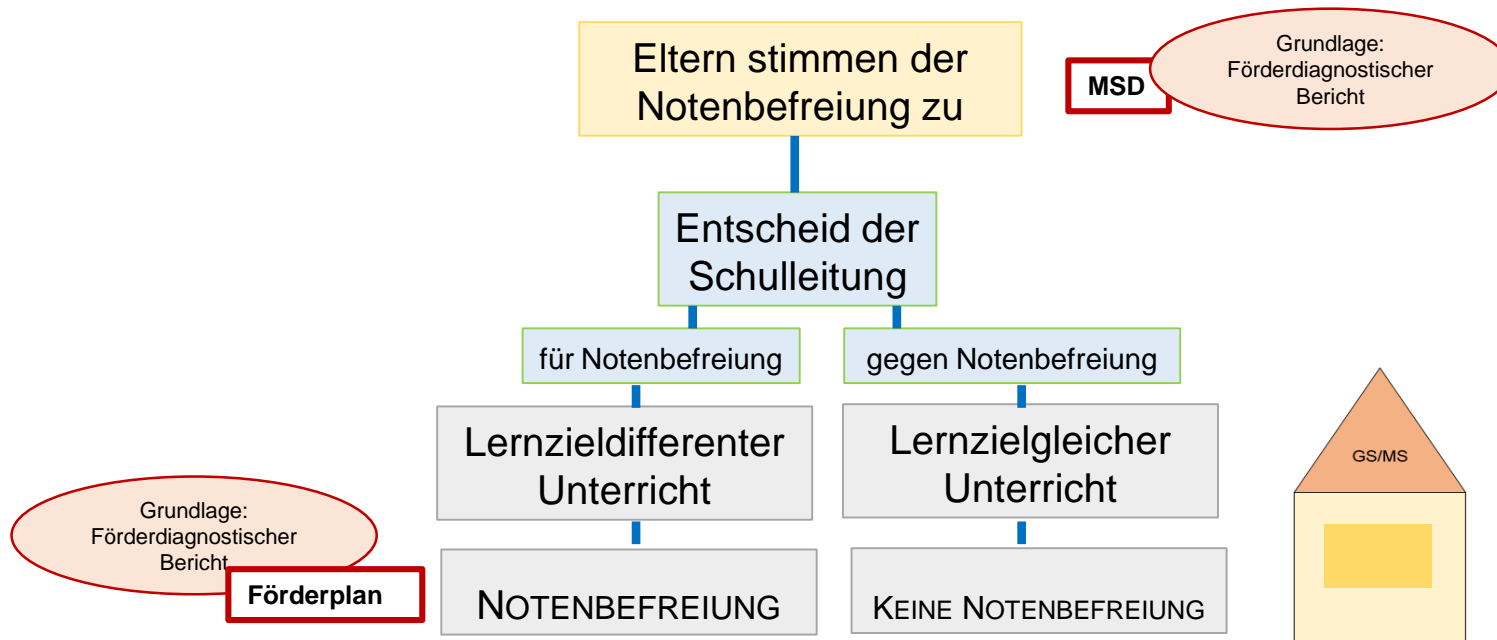 Eltern stimmen der
Notenbefreiung zu
MSD
Grundlage:
Förderdiagnostischer
Bericht
Entscheid der
Schulleitung
für Notenbefreiung
gegen Notenbefreiung
Lernzieldifferenter
Unterricht
Lernzielgleicher
Unterricht
GS/MS
Grundlage:
Förderdiagnostischer
Bericht
Förderplan
NOTENBEFREIUNG
KEINE NOTENBEFREIUNG